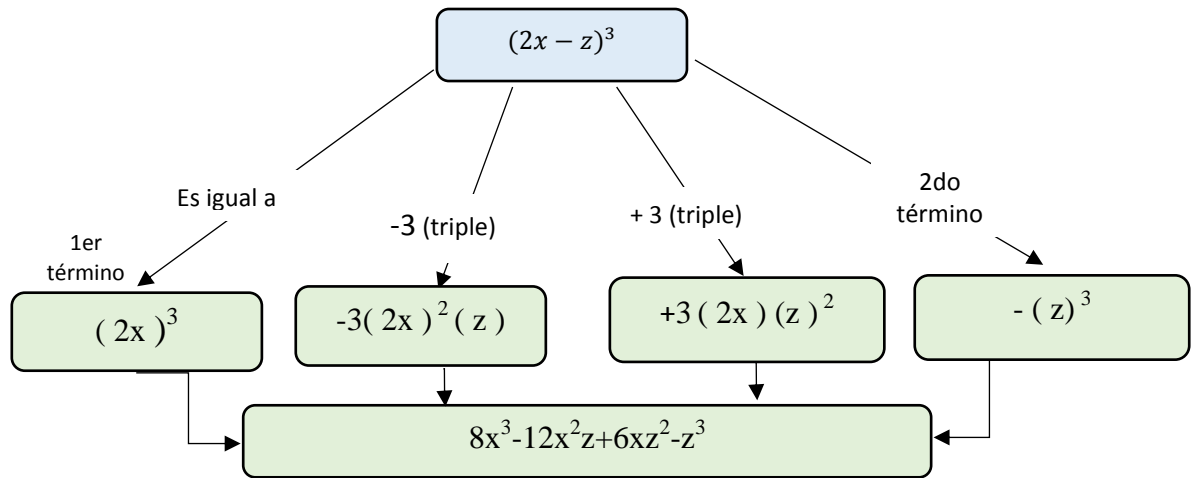 (2x − z)³
Es igual a
-3 (triple)
+ 3 (triple)
2do
término
1er
término
( 2x )³
-3( 2x )² ( z )
+3 ( 2x ) (z )²
- ( z) ³
8x³-12x²z+6xz²-z³